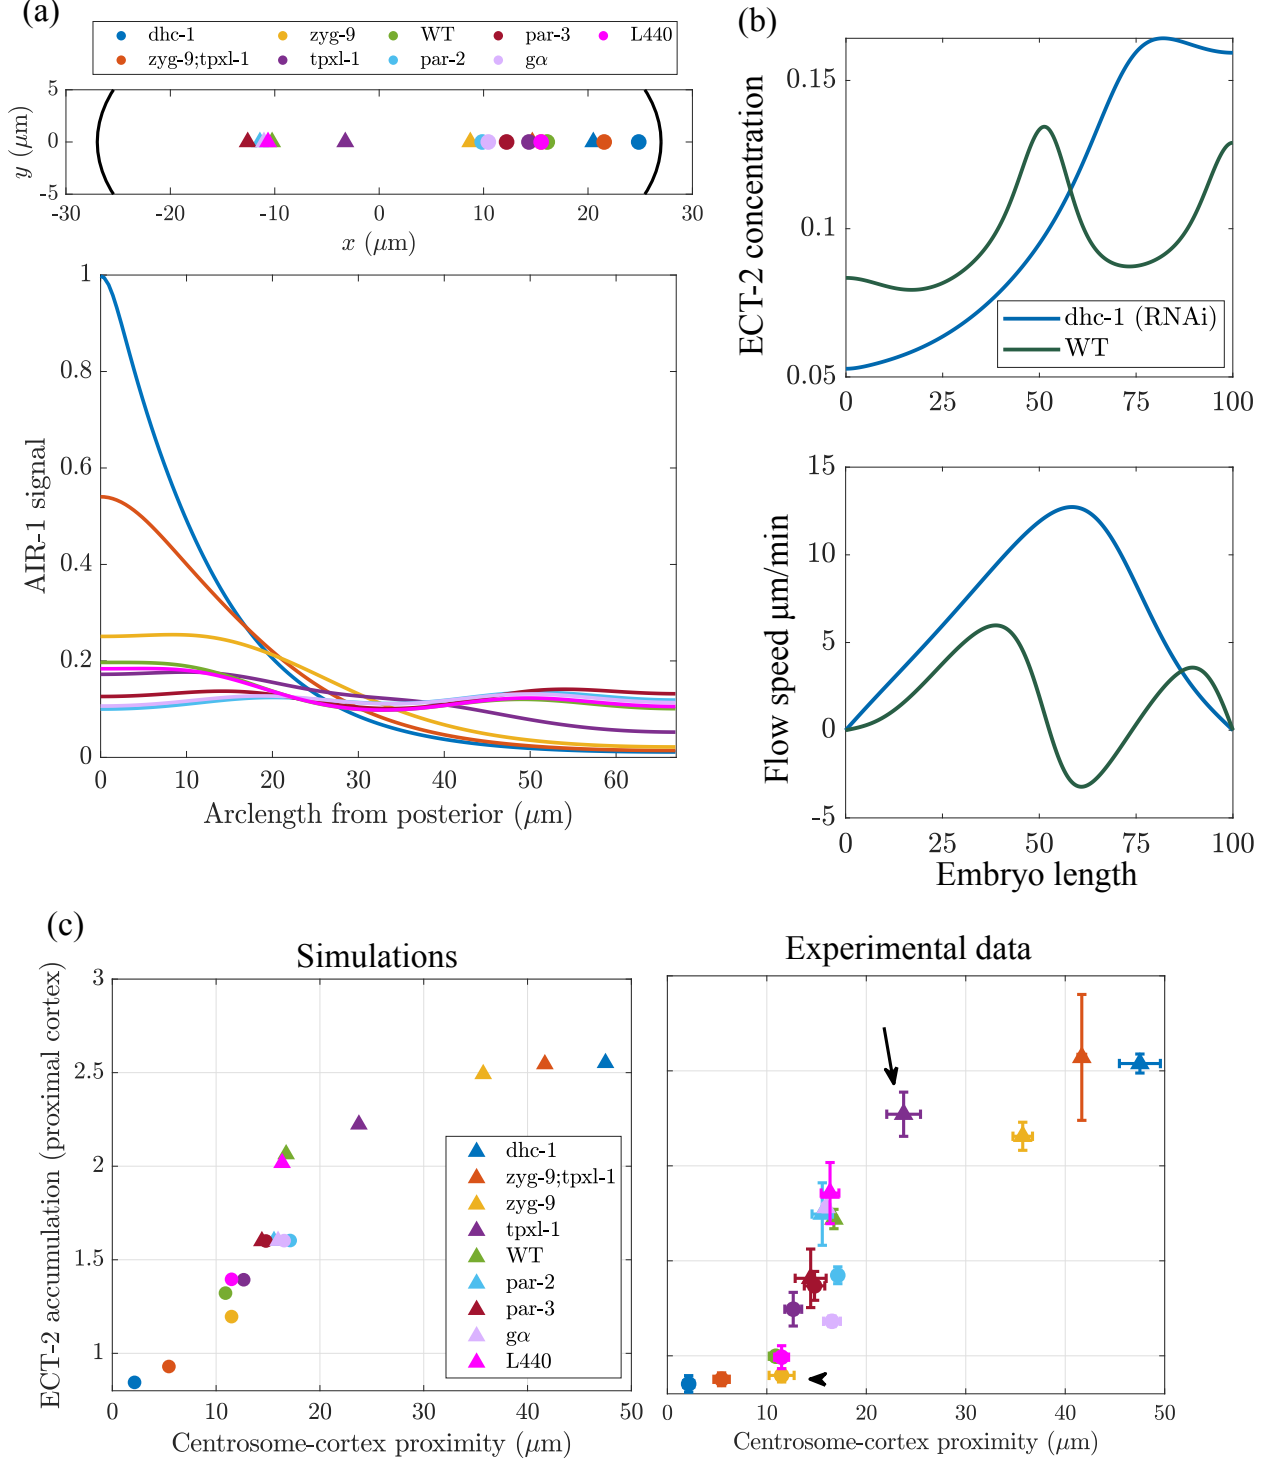 (a)
dhc-1 zyg-9 WT par-3 L440
zyg-9;tpxl-1 tpxl-1 par-2 gα
5
0
-5
y (μm)
-30 -20 -10 0 10 20 30
x (μm)
1
0.8
0.6
0.4
0.2
0
AIR-1 signal
0 10 20 30 40 50 60
Arclength from posterior (μm)
(b)
0.15
0.1
0.05
ECT-2 concentration
dhc-1 (RNAi)
WT
0 25 50 75 100
15
10
5
0
-5
Flow speed μm/min
0 25 50 75 100
Embryo length
(c)
Simulations
3
2.5
2
1.5
1
ECT-2 accumulation (proximal cortex)
dhc-1
zyg-9;tpxl-1
zyg-9
tpxl-1
WT
par-2
par-3
gα
L440
0 10 20 30 40 50
Centrosome-cortex proximity (μm)
Experimental data
0 10 20 30 40 50
Centrosome-cortex proximity (μm)